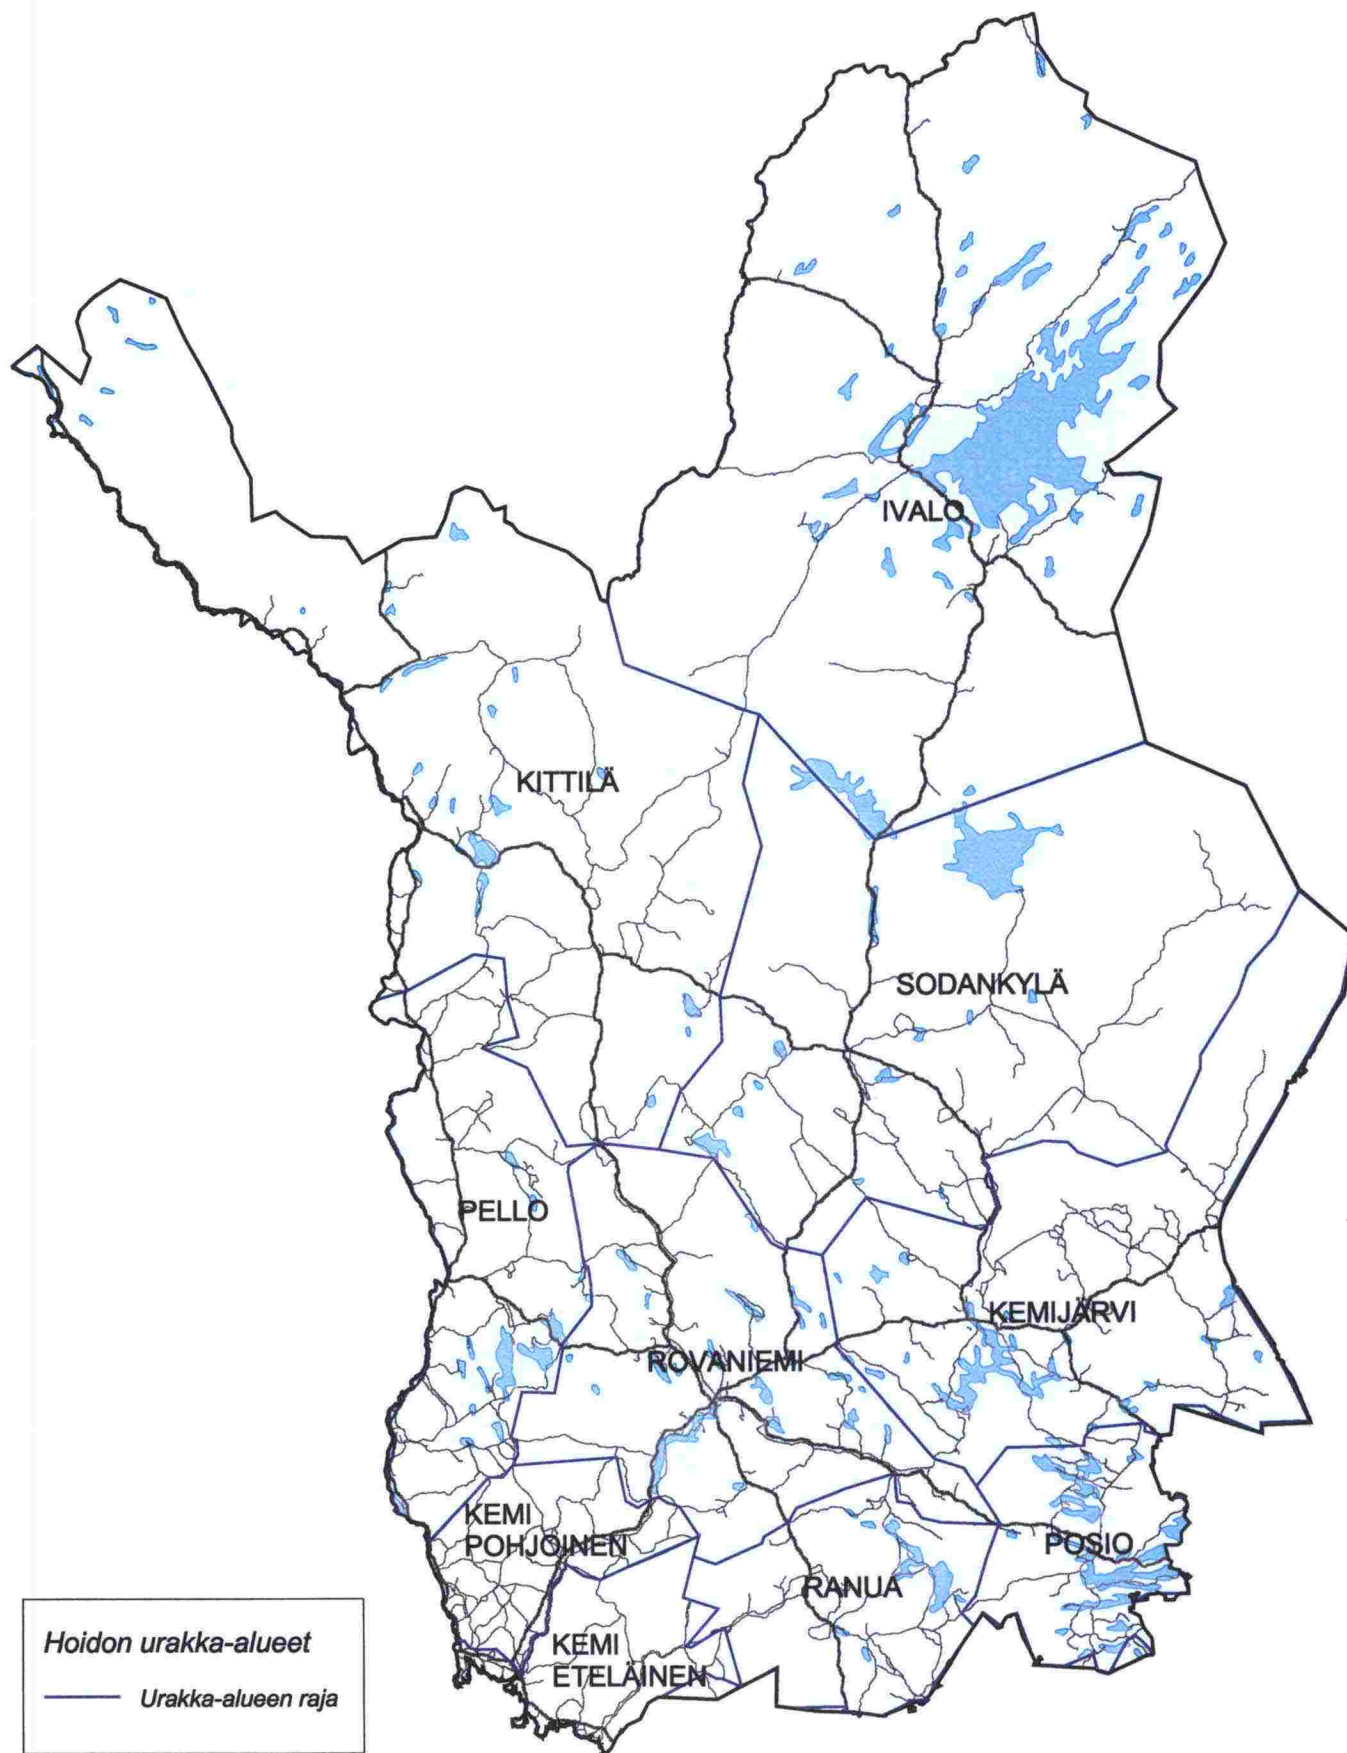 IVALO
KITTILÄ
SODANKYLÄ
PELLO
KEMIJÄRVI
ROVANIEMI
KEMI
POHJOINEN
POSIO
RANUA
KEMI
ETELÄINEN
Hoidon urakka-alueet
Urakka-alueen raja